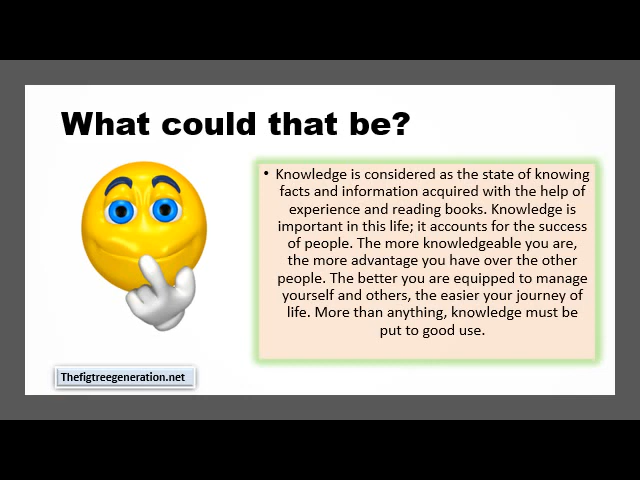 What could that be?
• Knowledge is considered as the state of knowing
facts and information acquired with the help of
experience and reading books. Knowledge is
important in this life; it accounts for the success
of people. The more knowledgeable you are,
the more advantage you have over the other
people. The better you are equipped to manage
yourself and others, the easier your journey of
life. More than anything, knowledge must be
put to good use.
Thefigtreegeneration.net